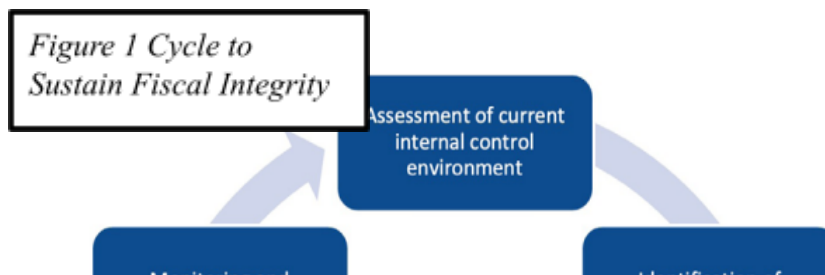 Figure 1 Cycle to
Sustain Fiscal Integrity
Assessment of current
internal control
environment